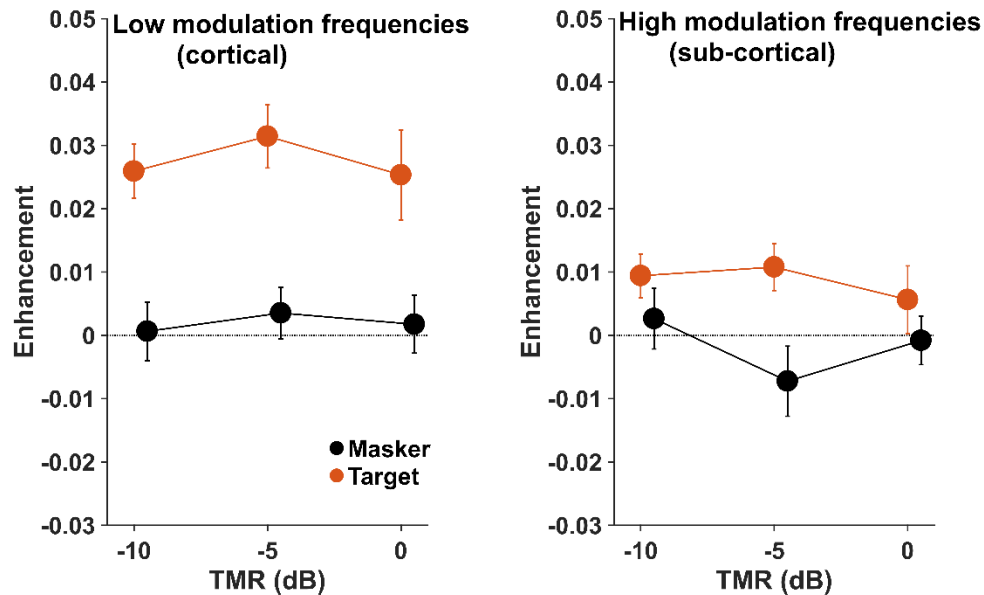 Low modulation frequencies
(cortical)
Enhancement
0.05
0.04
0.03
0.02
0.01
0
-0.01
-0.02
-0.03
Masker
Target
-10
-5
0
TMR (dB)
High modulation frequencies
(sub-cortical)
Enhancement
0.05
0.04
0.03
0.02
0.01
0
-0.01
-0.02
-0.03
-10
-5
0
TMR (dB)